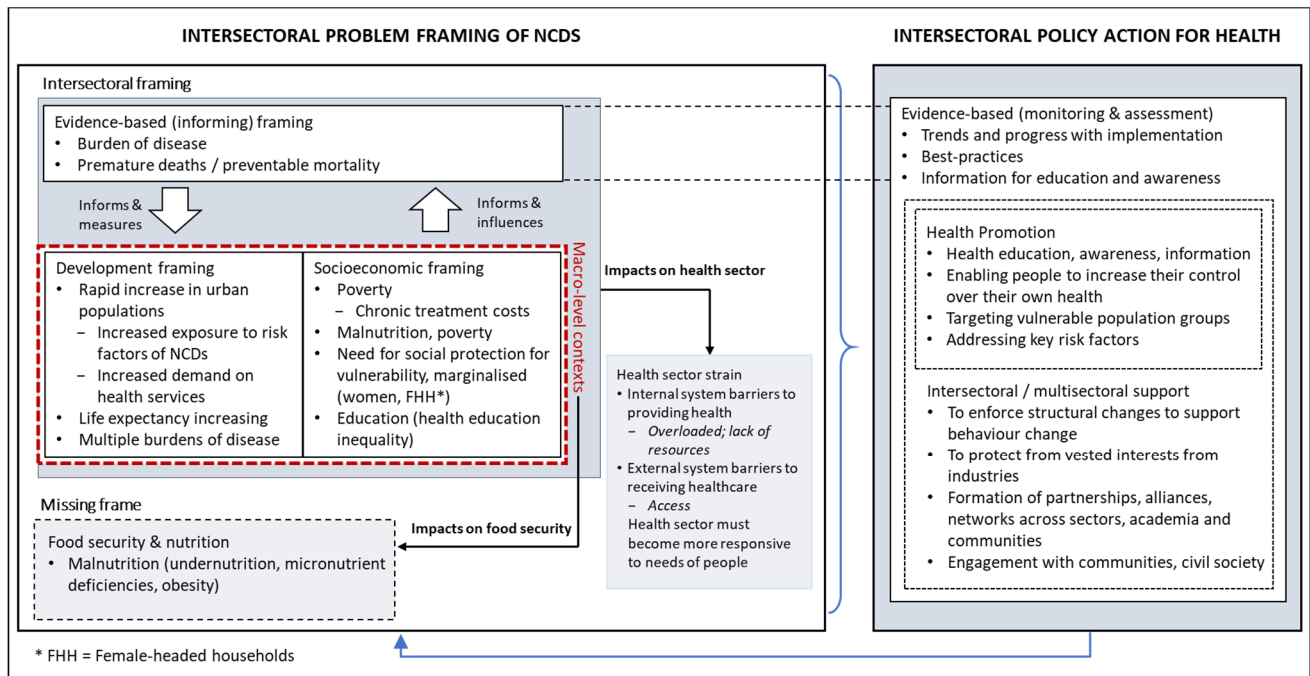 INTERSECTORAL PROBLEM FRAMING OF NCDS
INTERSECTORAL POLICY ACTION FOR HEALTH
Intersectoral framing
Evidence-based (informing) framing
• Burden of disease
• Premature deaths / preventable mortality
Informs &
measures
Informs &
influences
Development framing
• Rapid increase in urban
populations
– Increased exposure to risk
factors of NCDs
– Increased demand on
health services
• Life expectancy increasing
• Multiple burdens of disease
Socioeconomic framing
• Poverty
– Chronic treatment costs
• Malnutrition, poverty
• Need for social protection for
vulnerability, marginalised
(women, FHH*)
• Education (health education
inequality)
Macro-level contexts
Impacts on health sector
Health sector strain
• Internal system barriers to
providing health
– Overloaded; lack of
resources
• External system barriers to
receiving healthcare
– Access
Health sector must
become more responsive
to needs of people
Missing frame
Impacts on food security
Food security & nutrition
• Malnutrition (undernutrition, micronutrient
deficiencies, obesity)
* FHH = Female-headed households
Evidence-based (monitoring & assessment)
• Trends and progress with implementation
• Best-practices
• Information for education and awareness
Health Promotion
• Health education, awareness, information
• Enabling people to increase their control
over their own health
• Targeting vulnerable population groups
• Addressing key risk factors
Intersectoral / multisectoral support
• To enforce structural changes to support
behaviour change
• To protect from vested interests from
industries
• Formation of partnerships, alliances,
networks across sectors, academia and
communities
• Engagement with communities, civil society